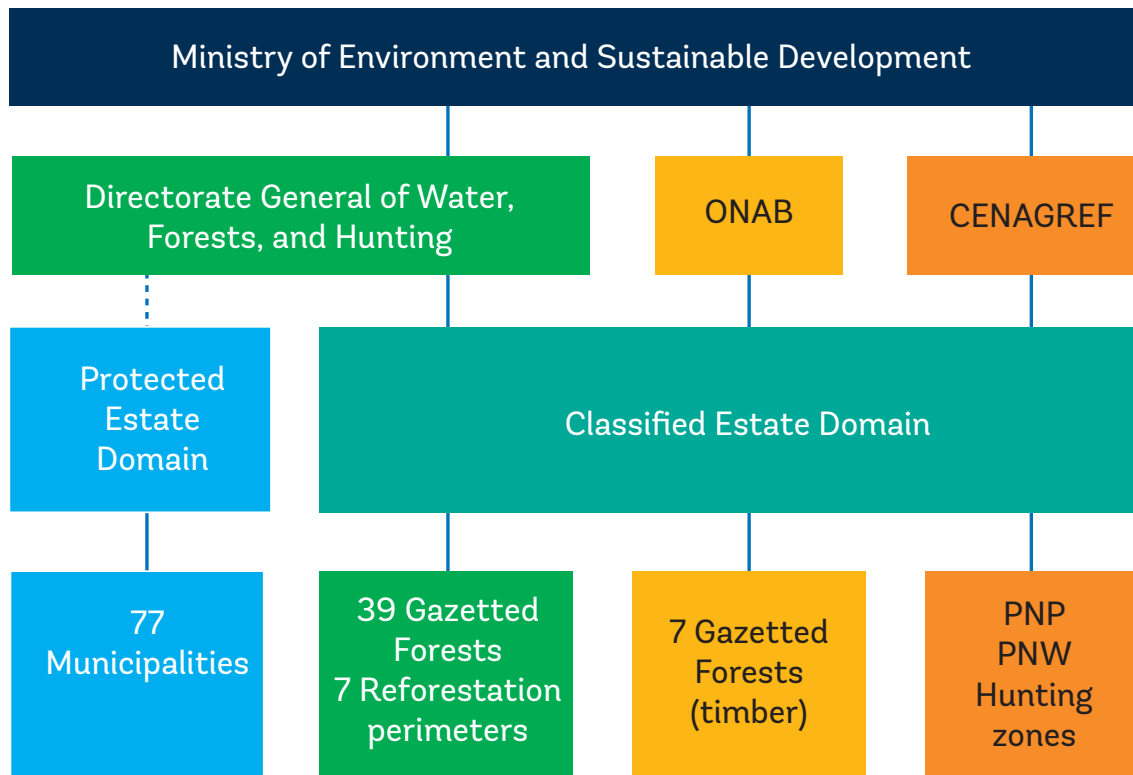 Ministry of Environment and Sustainable Development
Directorate General of Water,
Forests, and Hunting
ONAB
CENAGREF
Protected
Estate
Domain
Classified Estate Domain
77
Municipalities
39 Gazetted
Forests
7 Reforestation
perimeters
7 Gazetted
Forests
(timber)
PNP
PNW
Hunting
zones